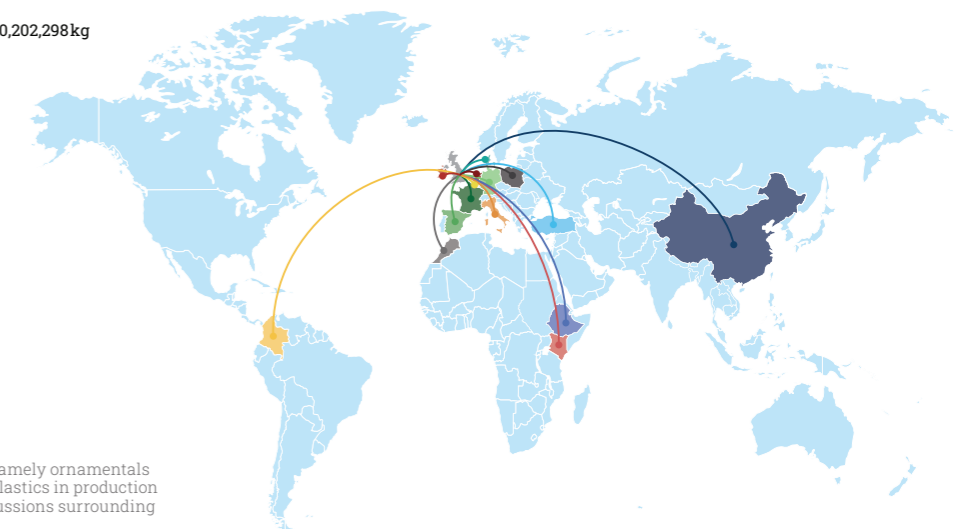 0,202,298kg
amely ornamentals
lastics in production
ussions surrounding